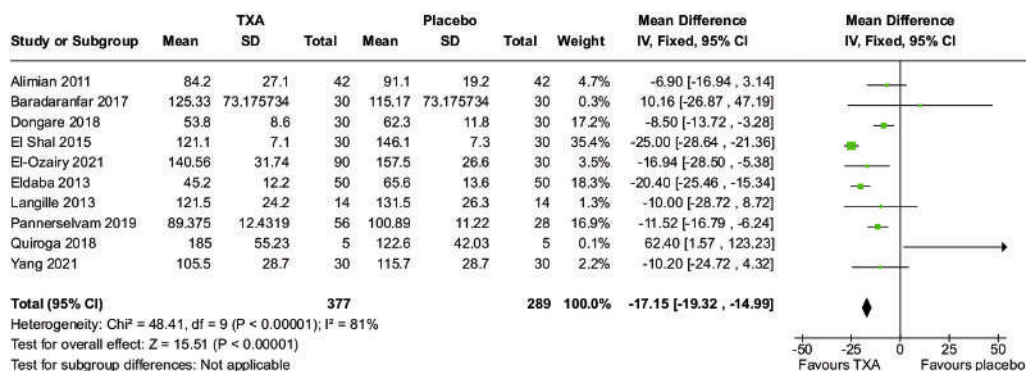 TXA Placebo Mean Difference Mean Difference
Study or Subgroup Mean SD Total Mean SD Total Weight IV, Fixed, 95% CI IV, Fixed, 95% CI
Alimian 2011 84.2 27.1 42 91.1 19.2 42 4.7% -6.90 [-16.94 , 3.14]
Baradaranfar 2017 125.33 73.175734 30 115.17 73.175734 30 0.3% 10.16 [-26.87 , 47.19]
Dongare 2018 53.8 8.6 30 62.3 11.8 30 17.2% -8.50 [-13.72 , -3.28]
El Shal 2015 121.1 7.1 30 146.1 7.3 30 35.4% -25.00 [-28.64 , -21.36]
El-Ozairy 2021 140.56 31.74 90 157.5 26.6 30 3.5% -16.94 [-28.50 , -5.38]
Eldaba 2013 45.2 12.2 50 65.6 13.6 50 18.3% -20.40 [-25.46 , -15.34]
Langille 2013 121.5 24.2 14 131.5 26.3 14 1.3% -10.00 [-28.72 , 8.72]
Pannerselvam 2019 89.375 12.4319 56 100.89 11.22 28 16.9% -11.52 [-16.79 , -6.24]
Quiroga 2018 185 55.23 5 122.6 42.03 5 0.1% 62.40 [1.57 , 123.23]
Yang 2021 105.5 28.7 30 115.7 28.7 30 2.2% -10.20 [-24.72 , 4.32]
Total (95% CI) 377 289 100.0% -17.15 [-19.32 , -14.99]
Heterogeneity: Chi² = 48.41, df = 9 (P < 0.00001); I² = 81%
Test for overall effect: Z = 15.51 (P < 0.00001) -50 -25 0 25 50
Test for subgroup differences: Not applicable Favours TXA Favours placebo